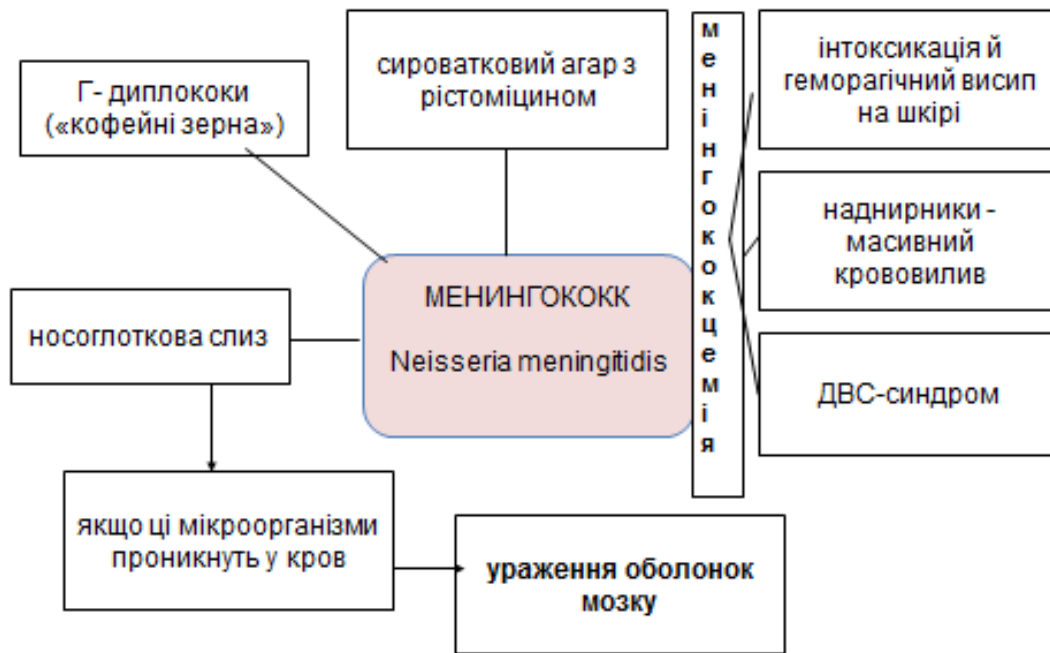 Г- диплококи
(«кофейні зерна»)
сироватковий агар з
рістоміцином
менінгококцемія
інтоксикація й
геморагічний висип
на шкірі
наднирники -
масивний
крововилив
ДВС-синдром
МЕНИНГОКОКК
Neisseria meningitidis
носоглоткова слиз
якщо ці мікроорганізми
проникнуть у кров
ураження оболонок
мозку